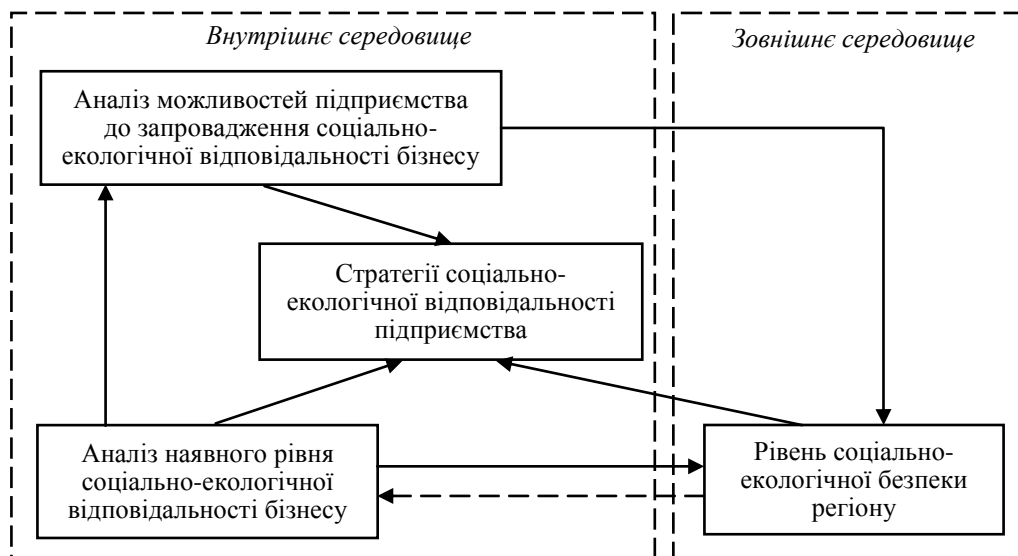 Внутрішнє середовище
Зовнішнє середовище
Аналіз можливостей підприємства
до запровадження соціально-
екологічної відповідальності бізнесу
Стратегії соціально-
екологічної відповідальності
підприємства
Аналіз наявного рівня
соціально-екологічної
відповідальності бізнесу
Рівень соціально-
екологічної безпеки
регіону